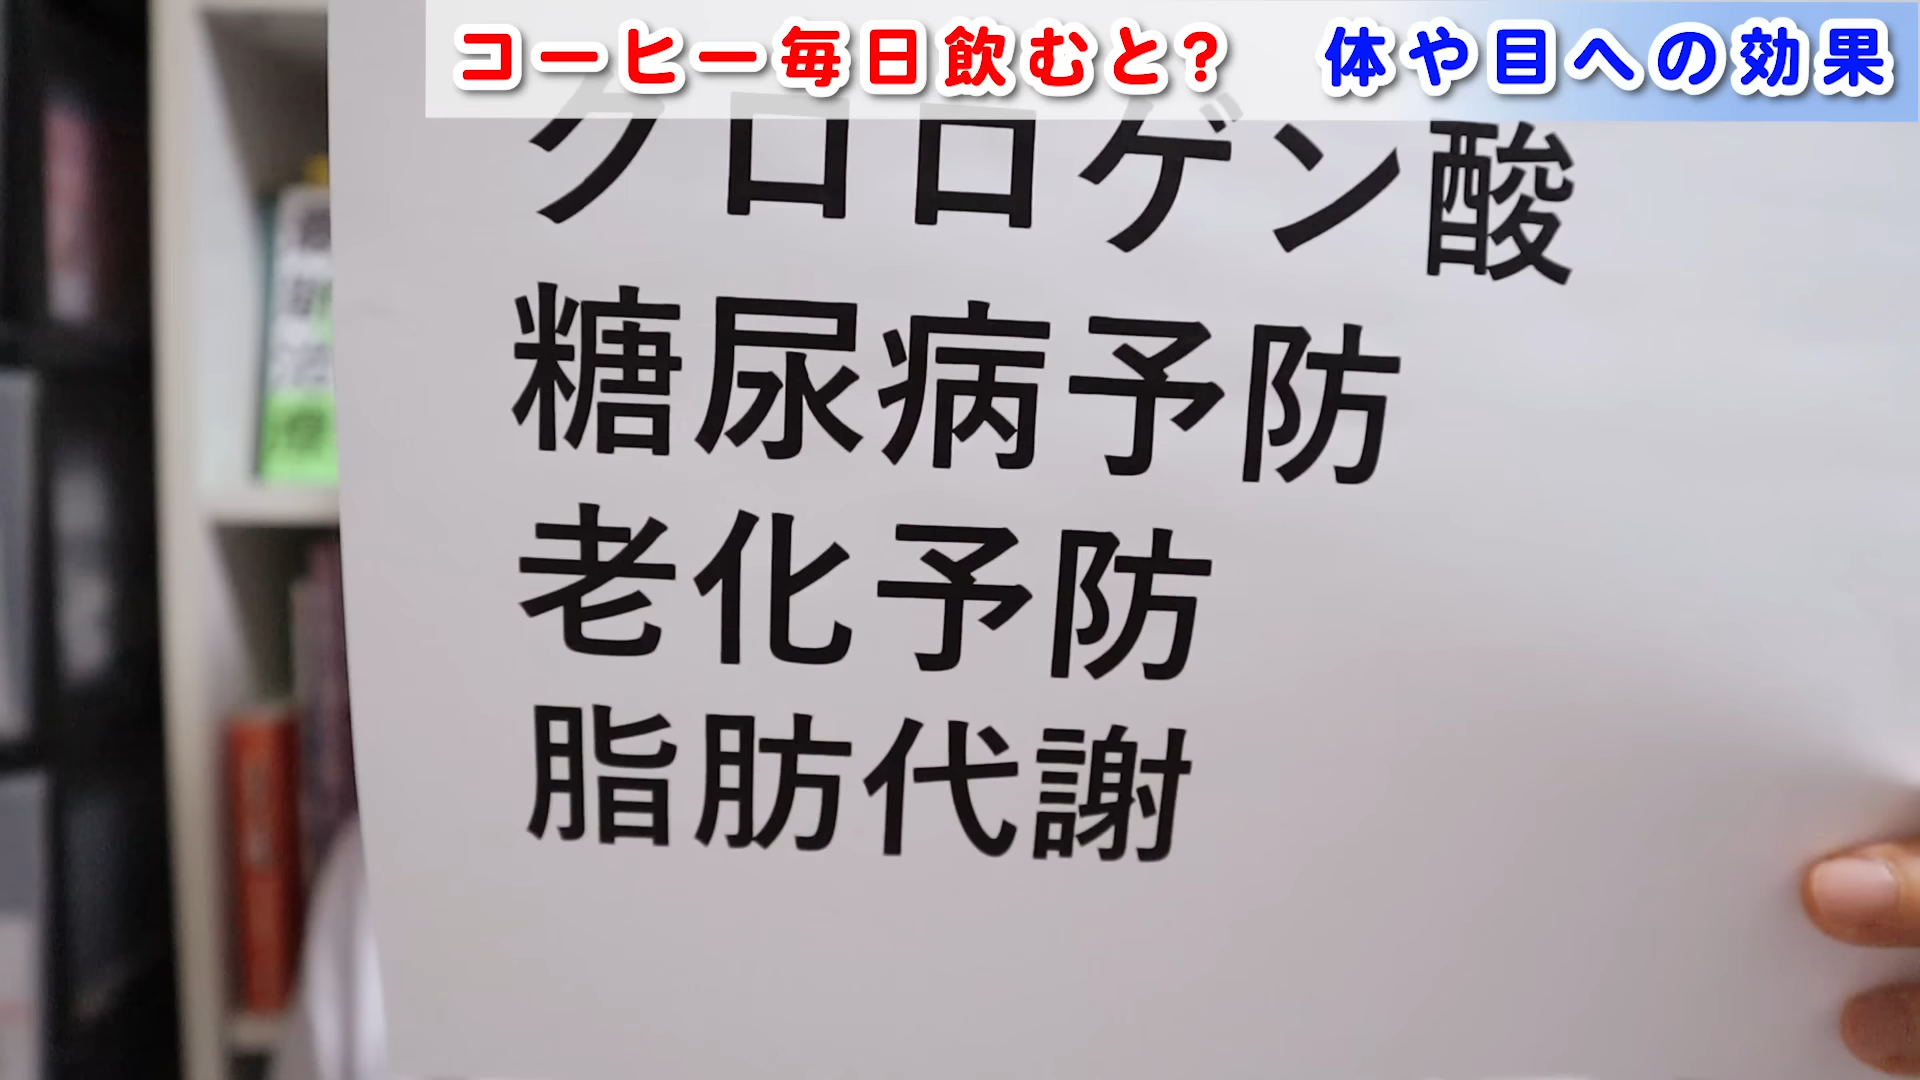 コーヒー毎日飲むと? 体や目への効果
クロロゲン酸
糖尿病予防
老化予防
脂肪代謝